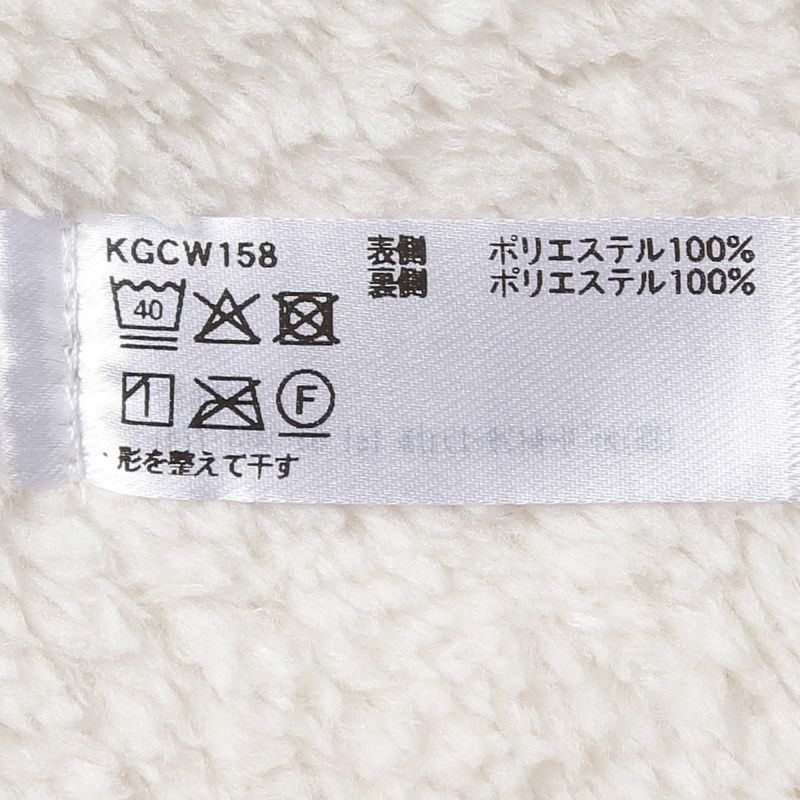 KGCW158
表側 ポリエステル100%
裏側 ポリエステル100%
40
F
・形を整えて干す